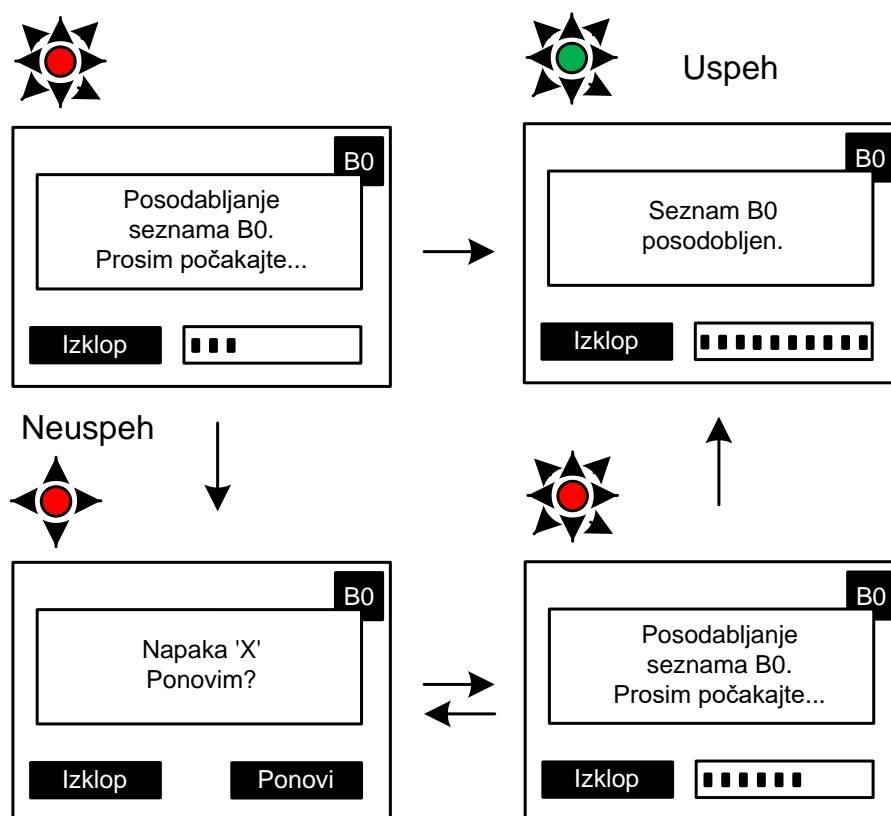 B0
Posodabljanje
seznama B0.
Prosim počakajte...
Izklop
Uspeh
B0
Seznam B0
posodobljen.
Izklop
Neuspeh
B0
Napaka 'X'
Ponovim?
Izklop
Ponovi
B0
Posodabljanje
seznama B0.
Prosim počakajte...
Izklop